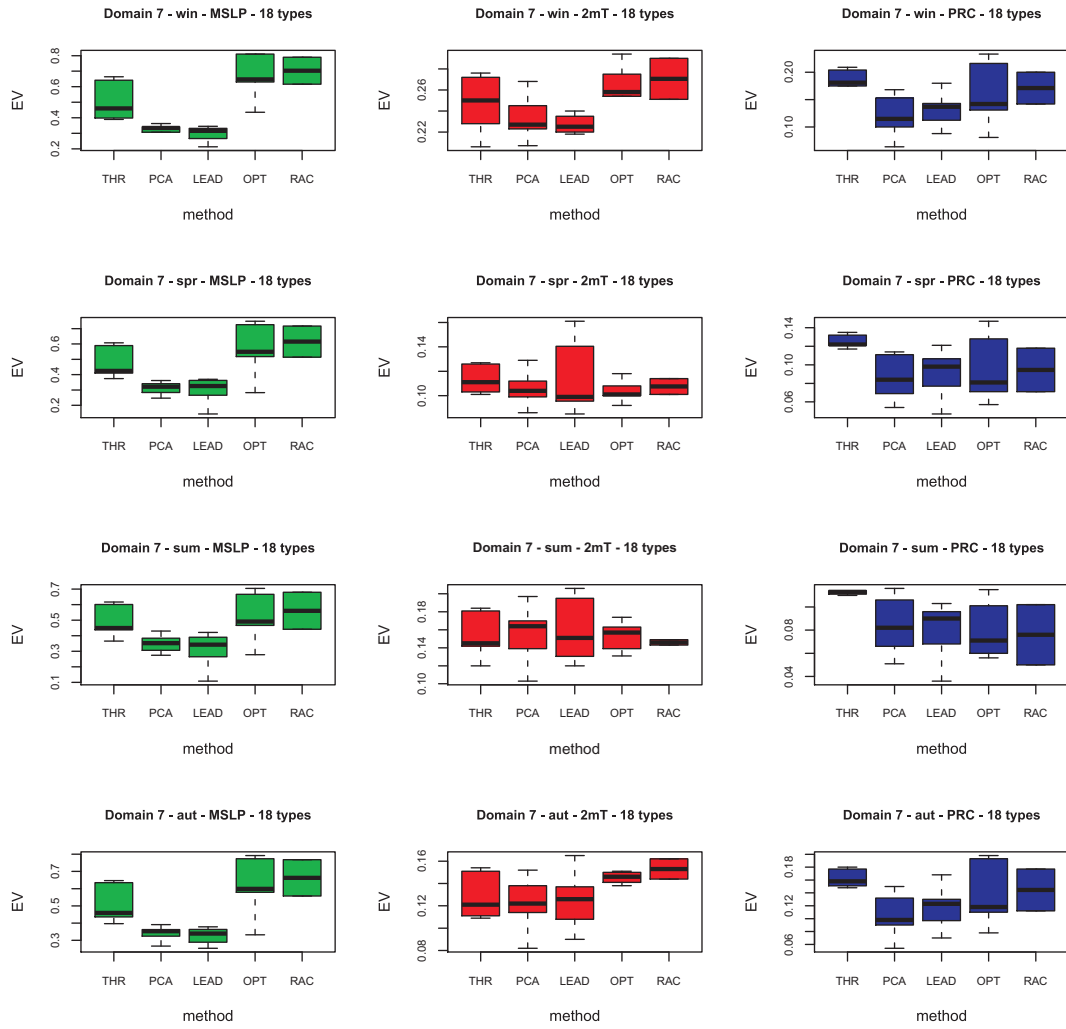 Domain 7 - win - MSLP - 18 types
EV
0.2 0.4 0.6 0.8
THR PCA LEAD OPT RAC
method
Domain 7 - win - 2mT - 18 types
EV
0.22 0.26
THR PCA LEAD OPT RAC
method
Domain 7 - win - PRC - 18 types
EV
0.10 0.20
THR PCA LEAD OPT RAC
method
Domain 7 - spr - MSLP - 18 types
EV
0.2 0.4 0.6
THR PCA LEAD OPT RAC
method
Domain 7 - spr - 2mT - 18 types
EV
0.10 0.14
THR PCA LEAD OPT RAC
method
Domain 7 - spr - PRC - 18 types
EV
0.06 0.10 0.14
THR PCA LEAD OPT RAC
method
Domain 7 - sum - MSLP - 18 types
EV
0.1 0.3 0.5 0.7
THR PCA LEAD OPT RAC
method
Domain 7 - sum - 2mT - 18 types
EV
0.10 0.14 0.18
THR PCA LEAD OPT RAC
method
Domain 7 - sum - PRC - 18 types
EV
0.04 0.08
THR PCA LEAD OPT RAC
method
Domain 7 - aut - MSLP - 18 types
EV
0.3 0.5 0.7
THR PCA LEAD OPT RAC
method
Domain 7 - aut - 2mT - 18 types
EV
0.08 0.12 0.16
THR PCA LEAD OPT RAC
method
Domain 7 - aut - PRC - 18 types
EV
0.06 0.12 0.18
THR PCA LEAD OPT RAC
method